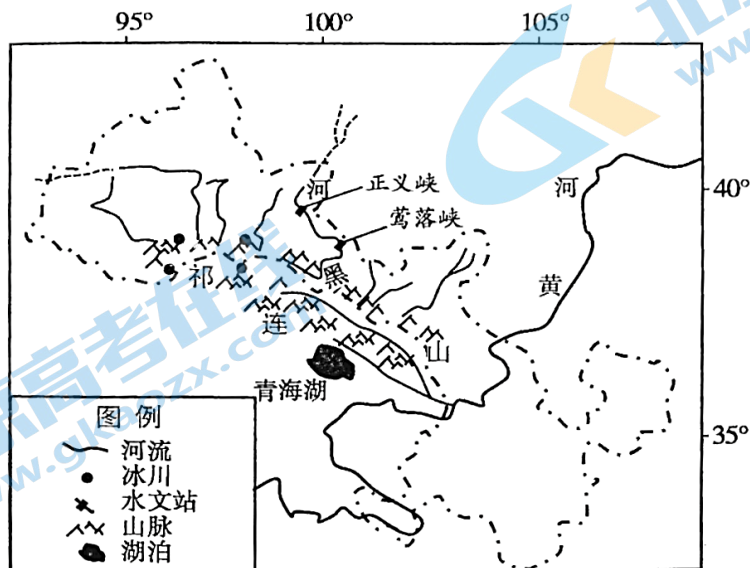 95° 100° 105°
40°
35°
河
正义峡
莺落峡
河
黄
黑
祁
连
山
青海湖
图例
河流
冰川
水文站
山脉
湖泊
高考在线
www.gkaozx.com
www